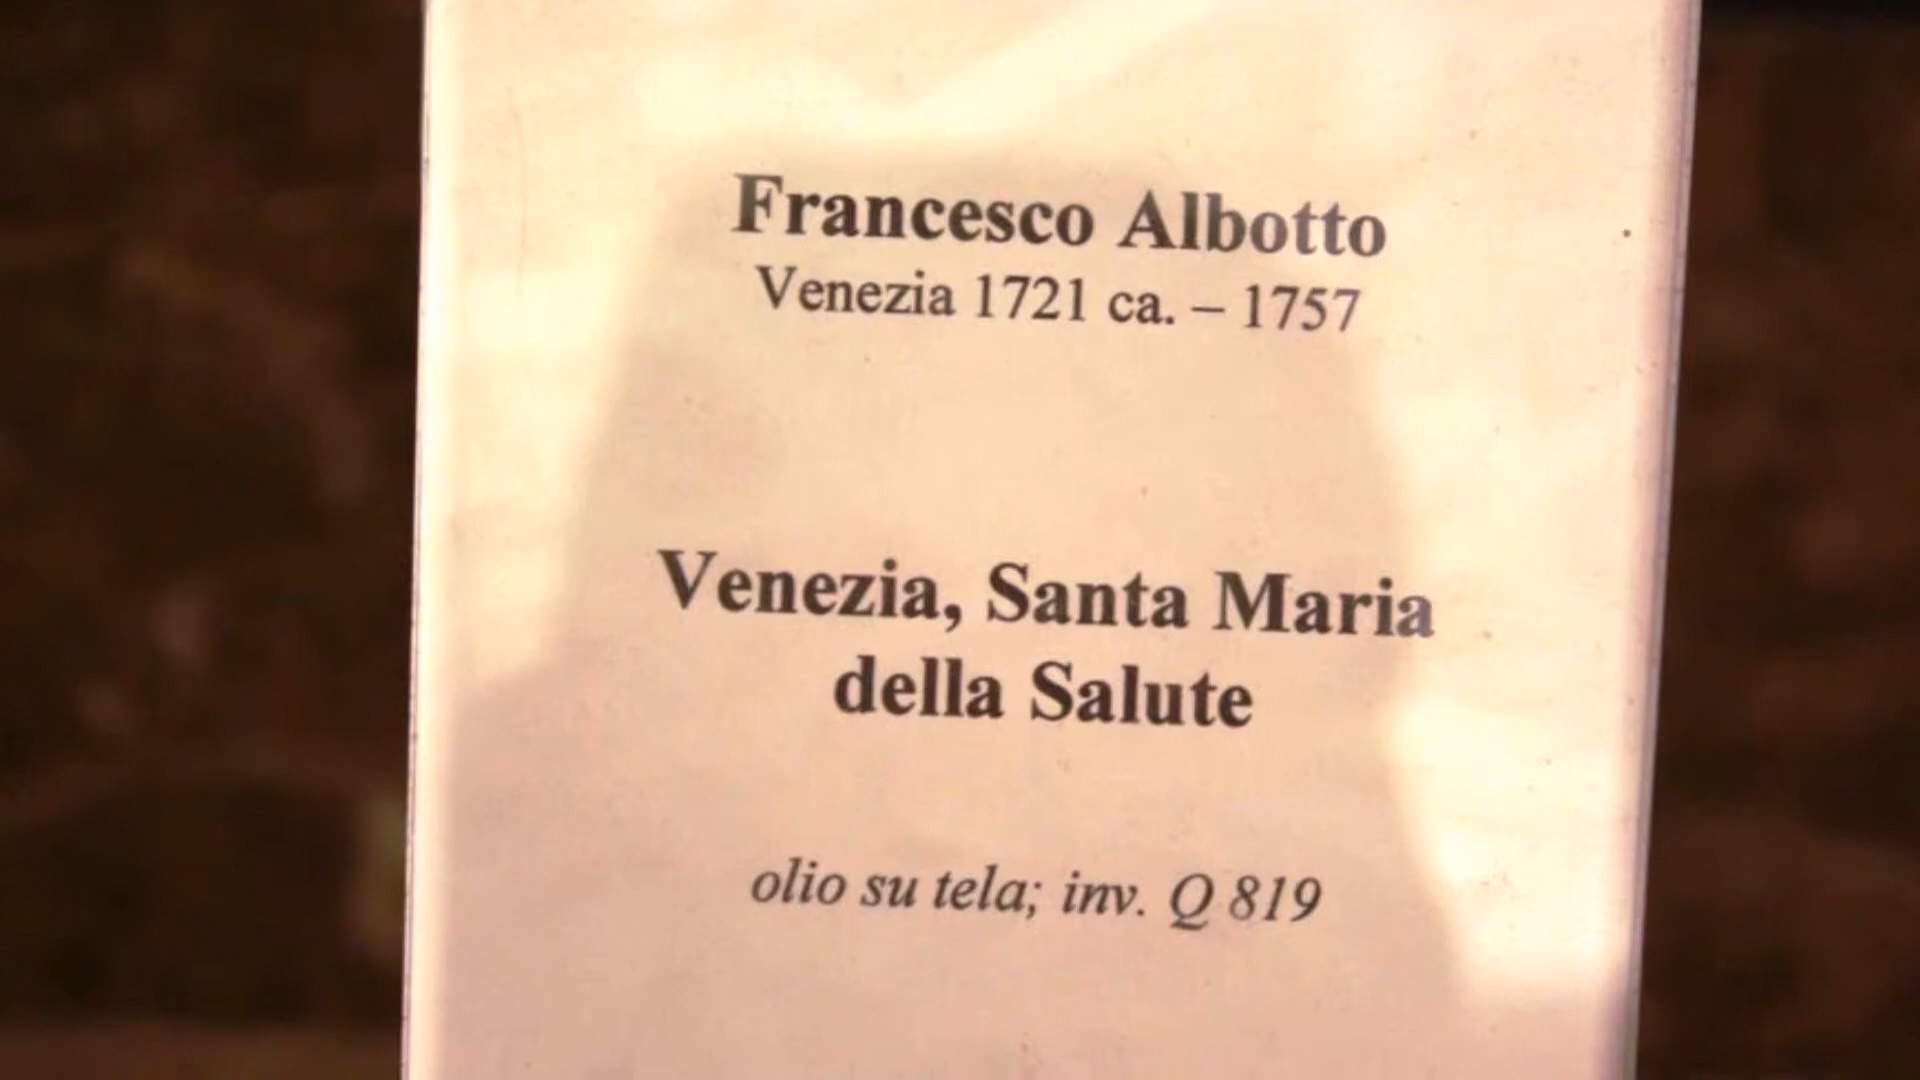 Francesco Albotto
Venezia 1721 ca. – 1757
Venezia, Santa Maria
della Salute
olio su tela; inv. Q 819